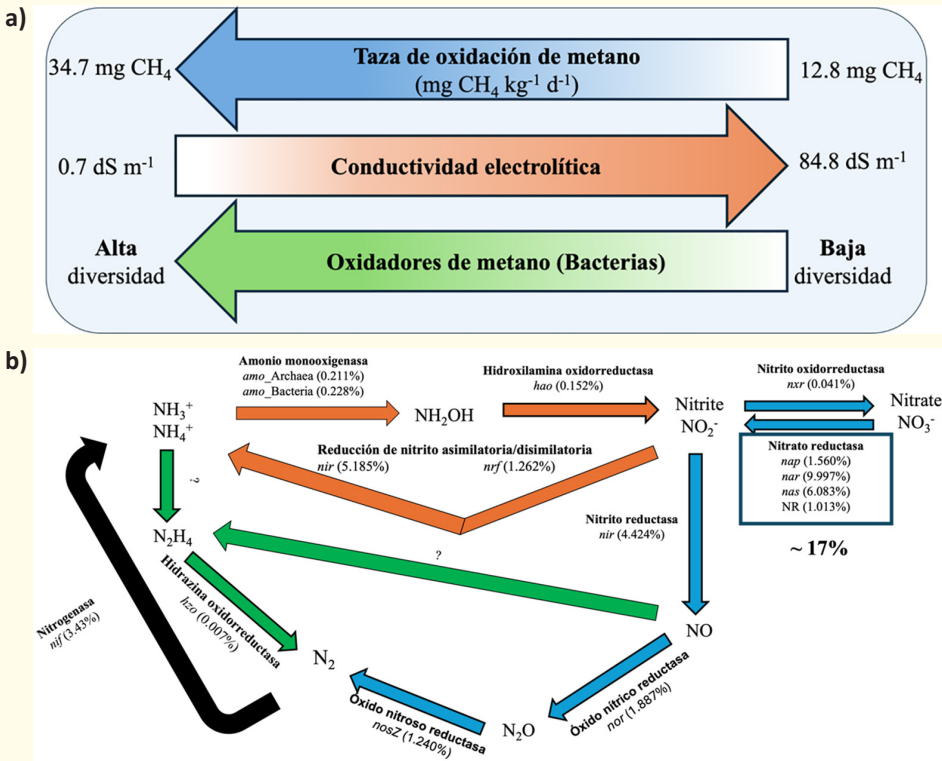 a)
Taza de oxidación de metano
(mg CH₄ kg⁻¹ d⁻¹)
34.7 mg CH₄
12.8 mg CH₄
0.7 dS m⁻¹
Conductividad electrolítica
84.8 dS m⁻¹
Alta
diversidad
Oxidadores de metano (Bacterias)
Baja
diversidad
b)
Amonio monooxigenasa
amo_Archaea (0.211%)
amo_Bacteria (0.228%)
Hidroxilamina oxidorreductasa
hao (0.152%)
Nitrito oxidorreductasa
nxr (0.041%)
NH₃⁺
NH₄⁺
NH₂OH
Nitrite
NO₂⁻
Nitrate
NO₃⁻
Reducción de nitrito asimilatoria/disimilatoria
nir (5.185%) nrf (1.262%)
Nitrato reductasa
nap (1.560%)
nar (9.997%)
nas (6.083%)
NR (1.013%)
~ 17%
?
N₂H₄
Nitrito reductasa
nir (4.424%)
?
Hidrazina oxidorreductasa
hzo (0.007%)
Nitrogenasa
nif (3.43%)
N₂
NO
Óxido nítrico reductasa
nor (1.887%)
N₂O
Óxido nitroso reductasa
nosZ (1.240%)